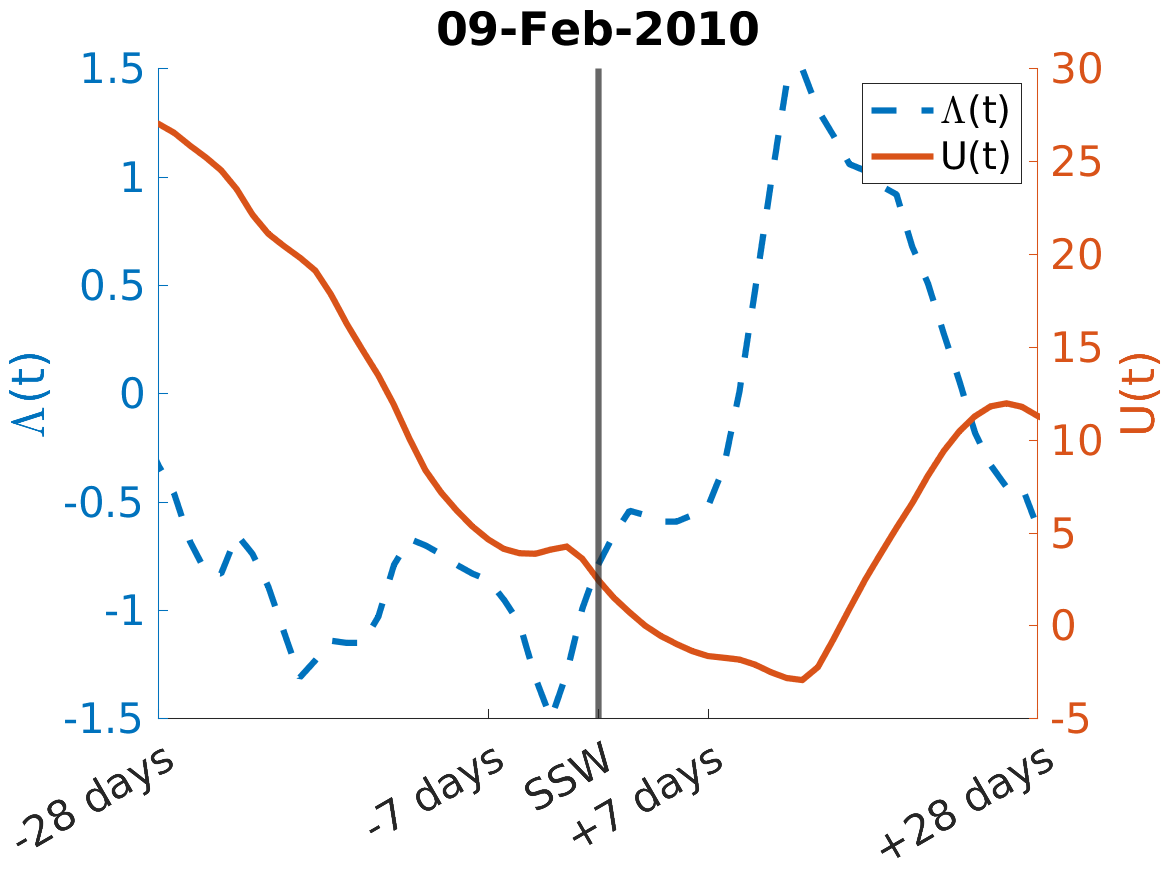 09-Feb-2010
1.5
1
0.5
0
-0.5
-1
-1.5
Λ(t)
30
25
20
15
10
5
0
-5
U(t)
Λ(t)
U(t)
-28 days
-7 days
SSW
+7 days
+28 days